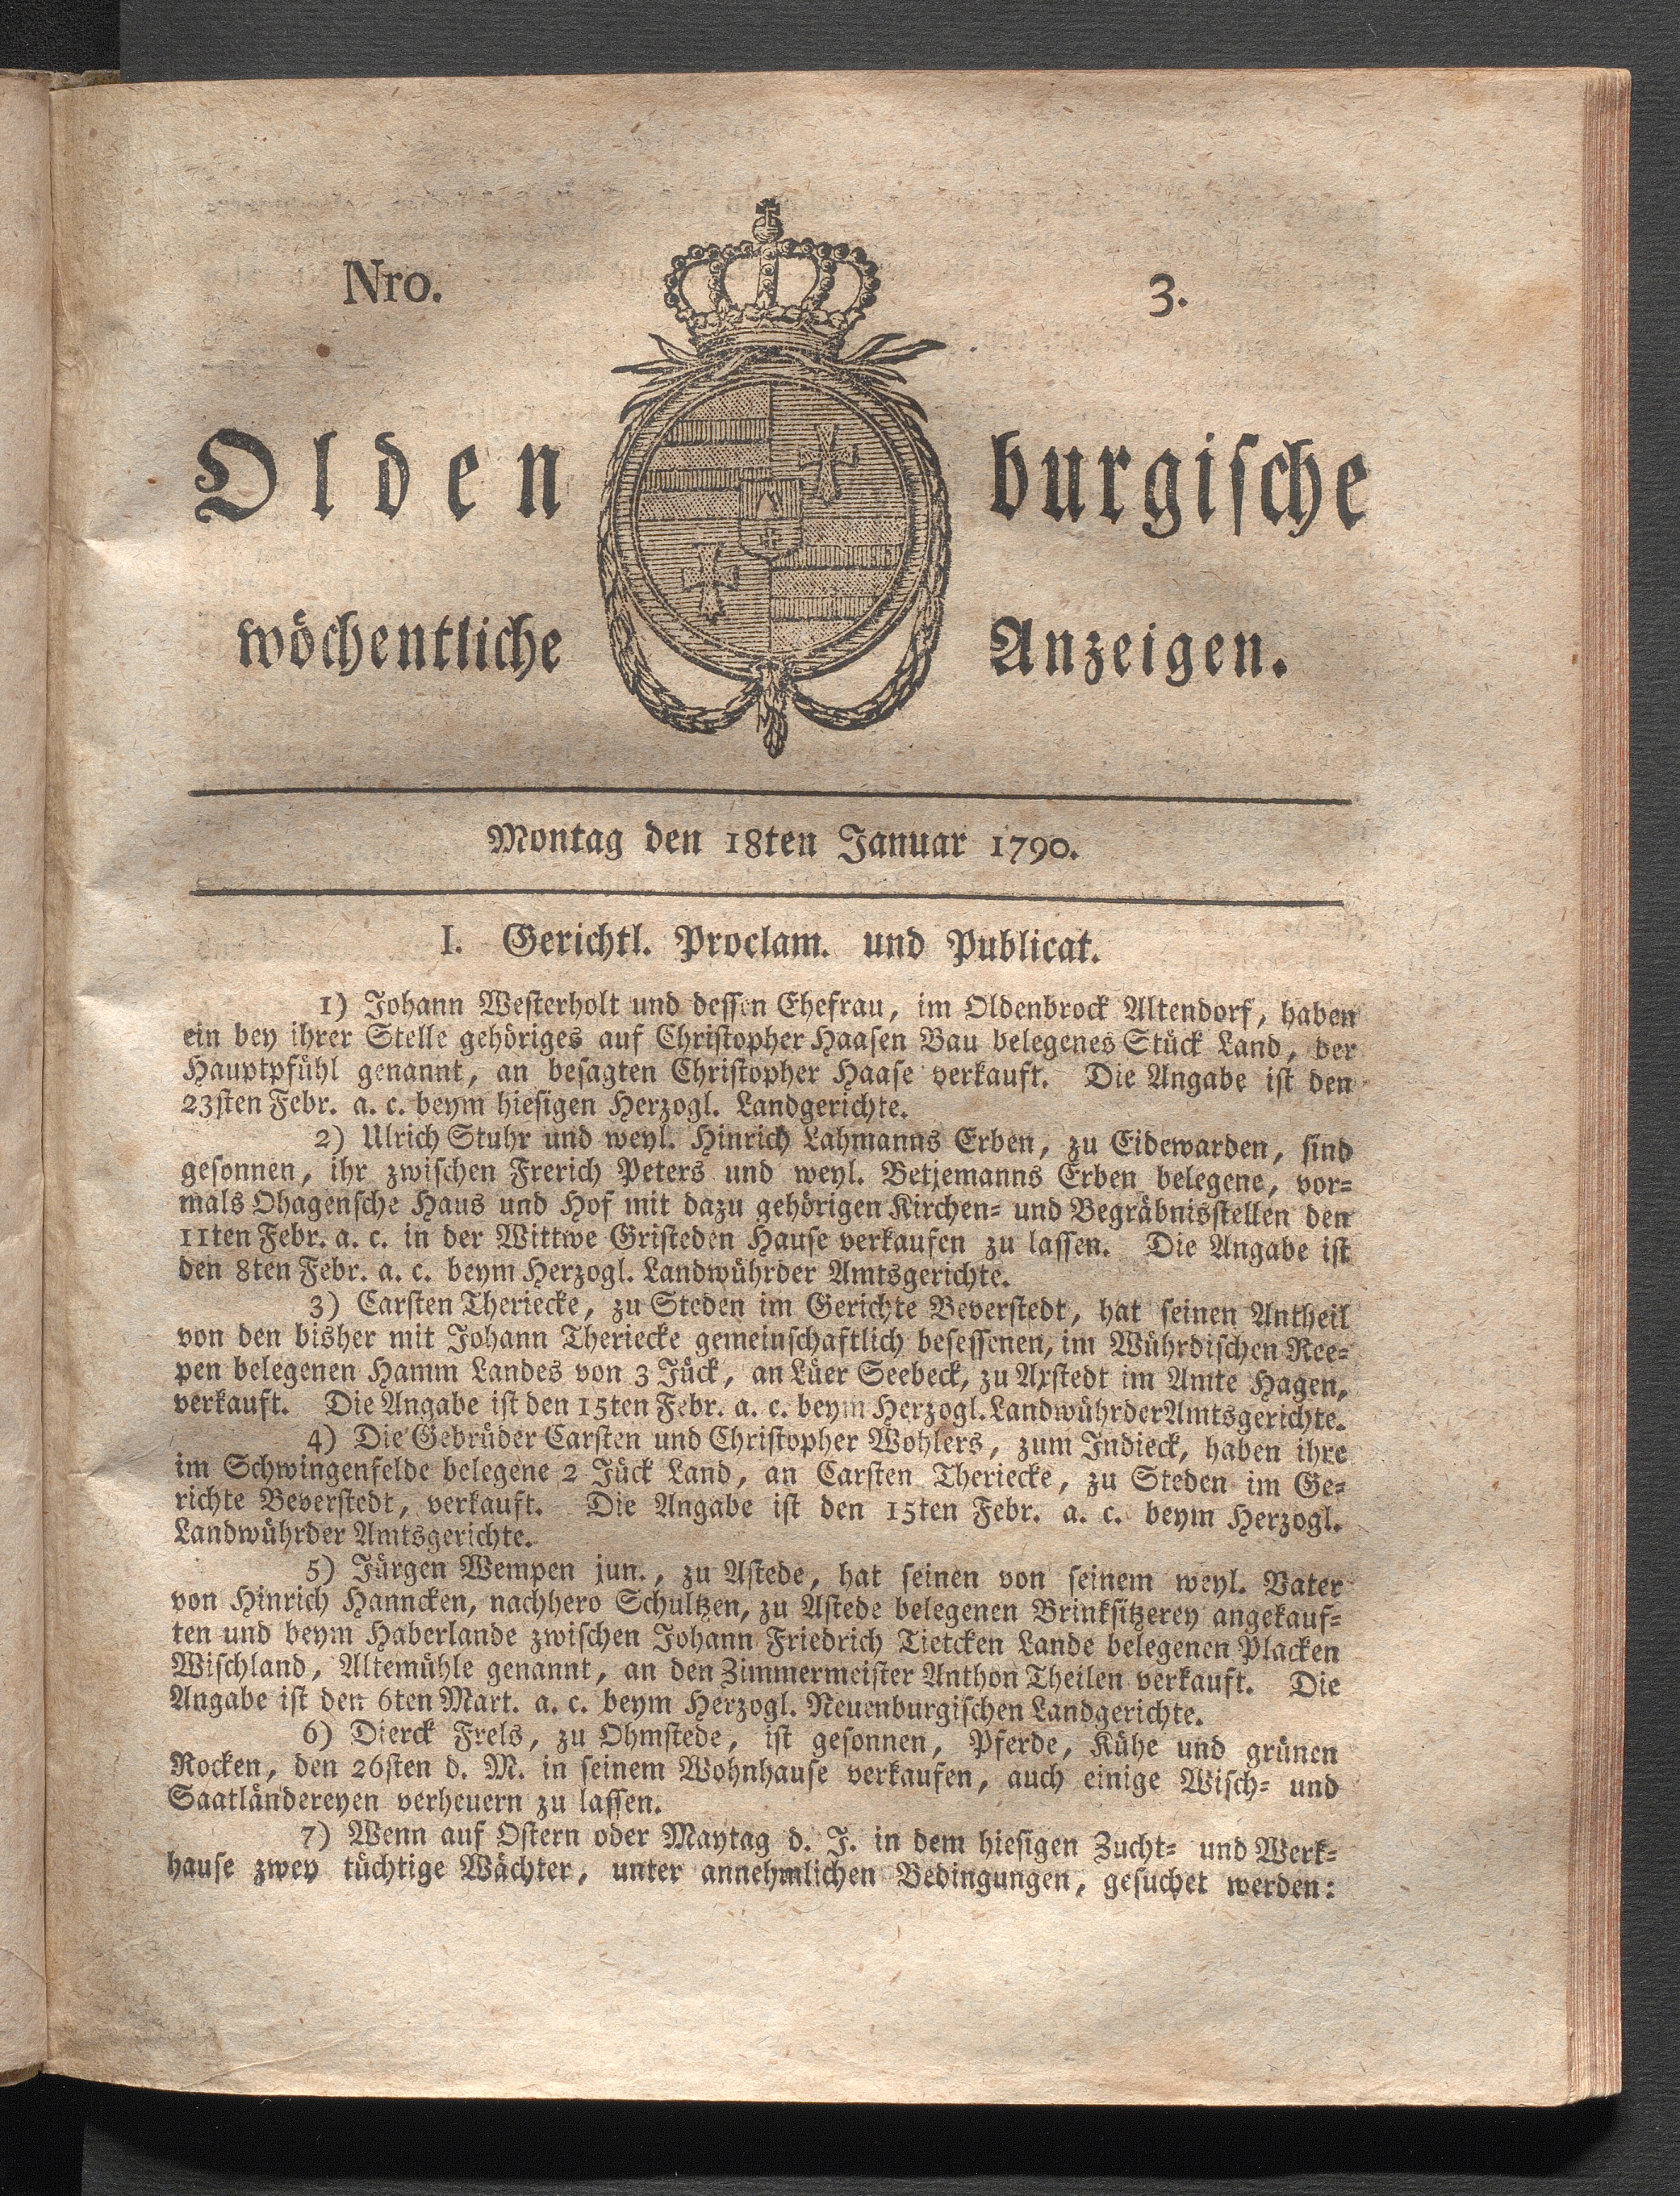 Nro. 3.
Oldenburgische
wöchentliche Anzeigen.
Montag den 18ten Januar 1790.
I. Gerichtl. Proclam. und Publicat.
1) Johann Westerholt und dessen Ehefrau, im Oldenbrock Altendorf, haben
ein bey ihrer Stelle gehöriges auf Christopher Haasen Bau belegenes Stück Land, der
Hauptpfühl genannt, an besagten Christopher Haase verkauft. Die Angabe ist den
23sten Febr. a. c. beym hiesigen Herzogl. Landgerichte.
2) Ulrich Stuhr und weyl. Hinrich Lahmanns Erben, zu Eidewarden, sind
gesonnen, ihr zwischen Frerich Peters und weyl. Betjemanns Erben belegene, vor=
mals Ohagensche Haus und Hof mit dazu gehörigen Kirchen= und Begräbnisstellen den
11ten Febr. a. c. in der Wittwe Gristeden Hause verkaufen zu lassen. Die Angabe ist
den 8ten Febr. a. c. beym Herzogl. Landwührder Amtsgerichte.
3) Carsten Theriecke, zu Steden im Gerichte Beverstedt, hat seinen Antheil
von den bisher mit Johann Theriecke gemeinschaftlich besessenen, im Wührdischen Ree=
pen belegenen Hamm Landes von 3 Jück, an Lüer Seebeck, zu Axstedt im Amte Hagen,
verkauft. Die Angabe ist den 15ten Febr. a. c. beym Herzogl. Landwührder Amtsgerichte.
4) Die Gebrüder Carsten und Christopher Wohlers, zum Indieck, haben ihre
im Schwingenfelde belegene 2 Jück Land, an Carsten Theriecke, zu Steden im Ge=
richte Beverstedt, verkauft. Die Angabe ist den 15ten Febr. a. c. beym Herzogl.
Landwührder Amtsgerichte.
5) Jürgen Wempen jun., zu Astede, hat seinen von seinem weyl. Vater
von Hinrich Hanncken, nachhero Schultzen, zu Astede belegenen Brinksitzerey angekauf=
ten und beym Haberlande zwischen Johann Friedrich Tietcken Lande belegenen Placken
Wischland, Altemühle genannt, an den Zimmermeister Anthon Theilen verkauft. Die
Angabe ist den 6ten Mart. a. c. beym Herzogl. Neuenburgischen Landgerichte.
6) Dierck Frels, zu Ohmstede, ist gesonnen, Pferde, Kühe und grünen
Rocken, den 26sten d. M. in seinem Wohnhause verkaufen, auch einige Wisch= und
Saatländereyen verheuern zu lassen.
7) Wenn auf Ostern oder Maytag d. J. in dem hiesigen Zucht= und Werk=
hause zwey tüchtige Wächter, unter annehmlichen Bedingungen, gesuchet werden: